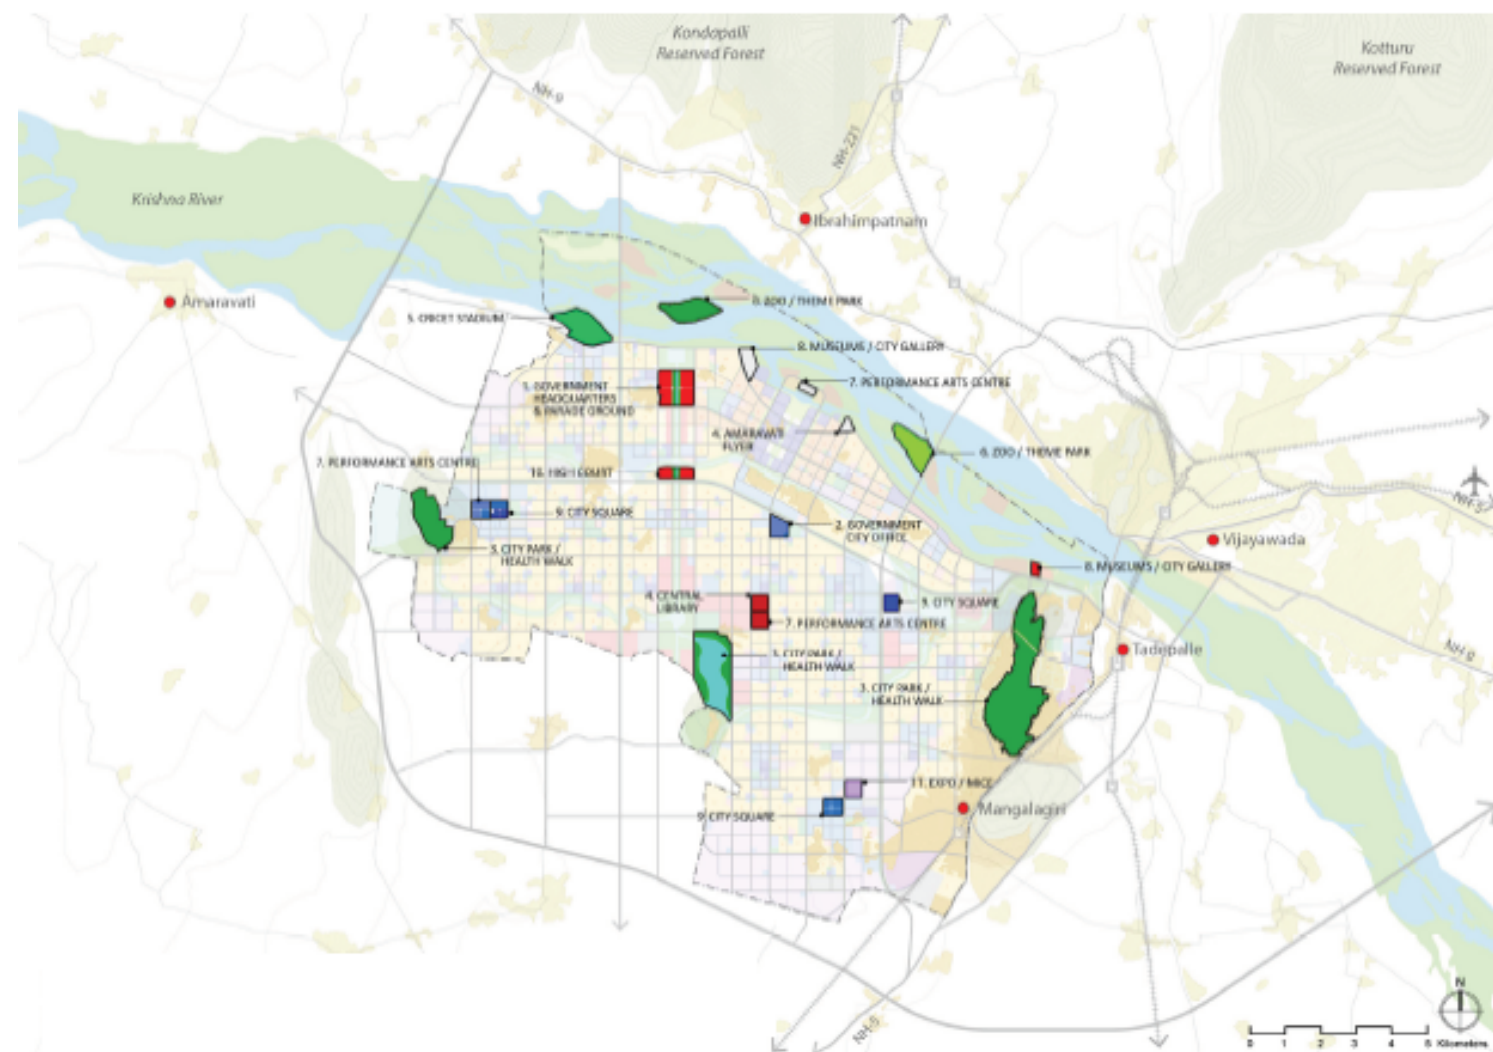 Kondapalli
Reserved Forest
Kotturu
Reserved Forest
NH-9
NH-221
Krishna River
Ibrahimpatnam
Amaravati
ZOO / THEME PARK
5. CRICET STADIUM
8. MUSEUMS / CITY GALLERY
1. GOVERNMENT
HEADQUARTERS
& PARADE GROUND
7. PERFORMANCE ARTS CENTRE
AMARAVATI
FLYER
6. ZOO / THEME PARK
7. PERFORMANCE ARTS CENTRE
10. HIGH COURT
9. CITY SQUARE
2. GOVERNMENT
CITY OFFICE
NH-5
Vijayawada
3. CITY PARK /
HEALTH WALK
8. MUSEUMS / CITY GALLERY
4. CENTRAL
LIBRARY
9. CITY SQUARE
7. PERFORMANCE ARTS CENTRE
Tadepalle
NH-9
CITY PARK /
HEALTH WALK
3. CITY PARK /
HEALTH WALK
11. EXPO / MICE
9. CITY SQUARE
Mangalagiri
NH-5
N
0 1 2 3 4 5 Kilometers